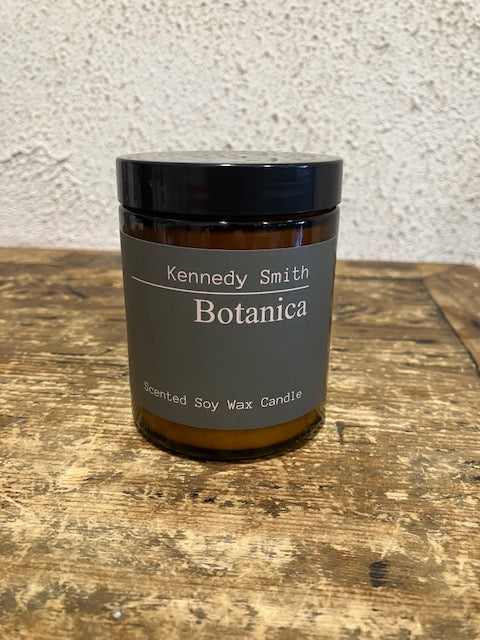 Kennedy Smith
Botanica
Scented Soy Wax Candle